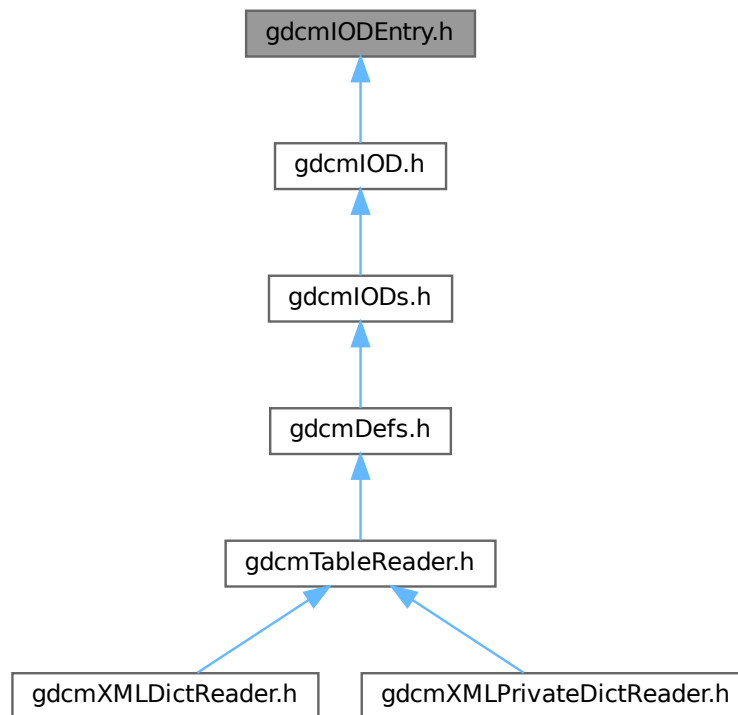 gdcmIODEntry.h
gdcmIOD.h
gdcmIODs.h
gdcmDefs.h
gdcmTableReader.h
gdcmXMLDictReader.h
gdcmXMLPrivateDictReader.h